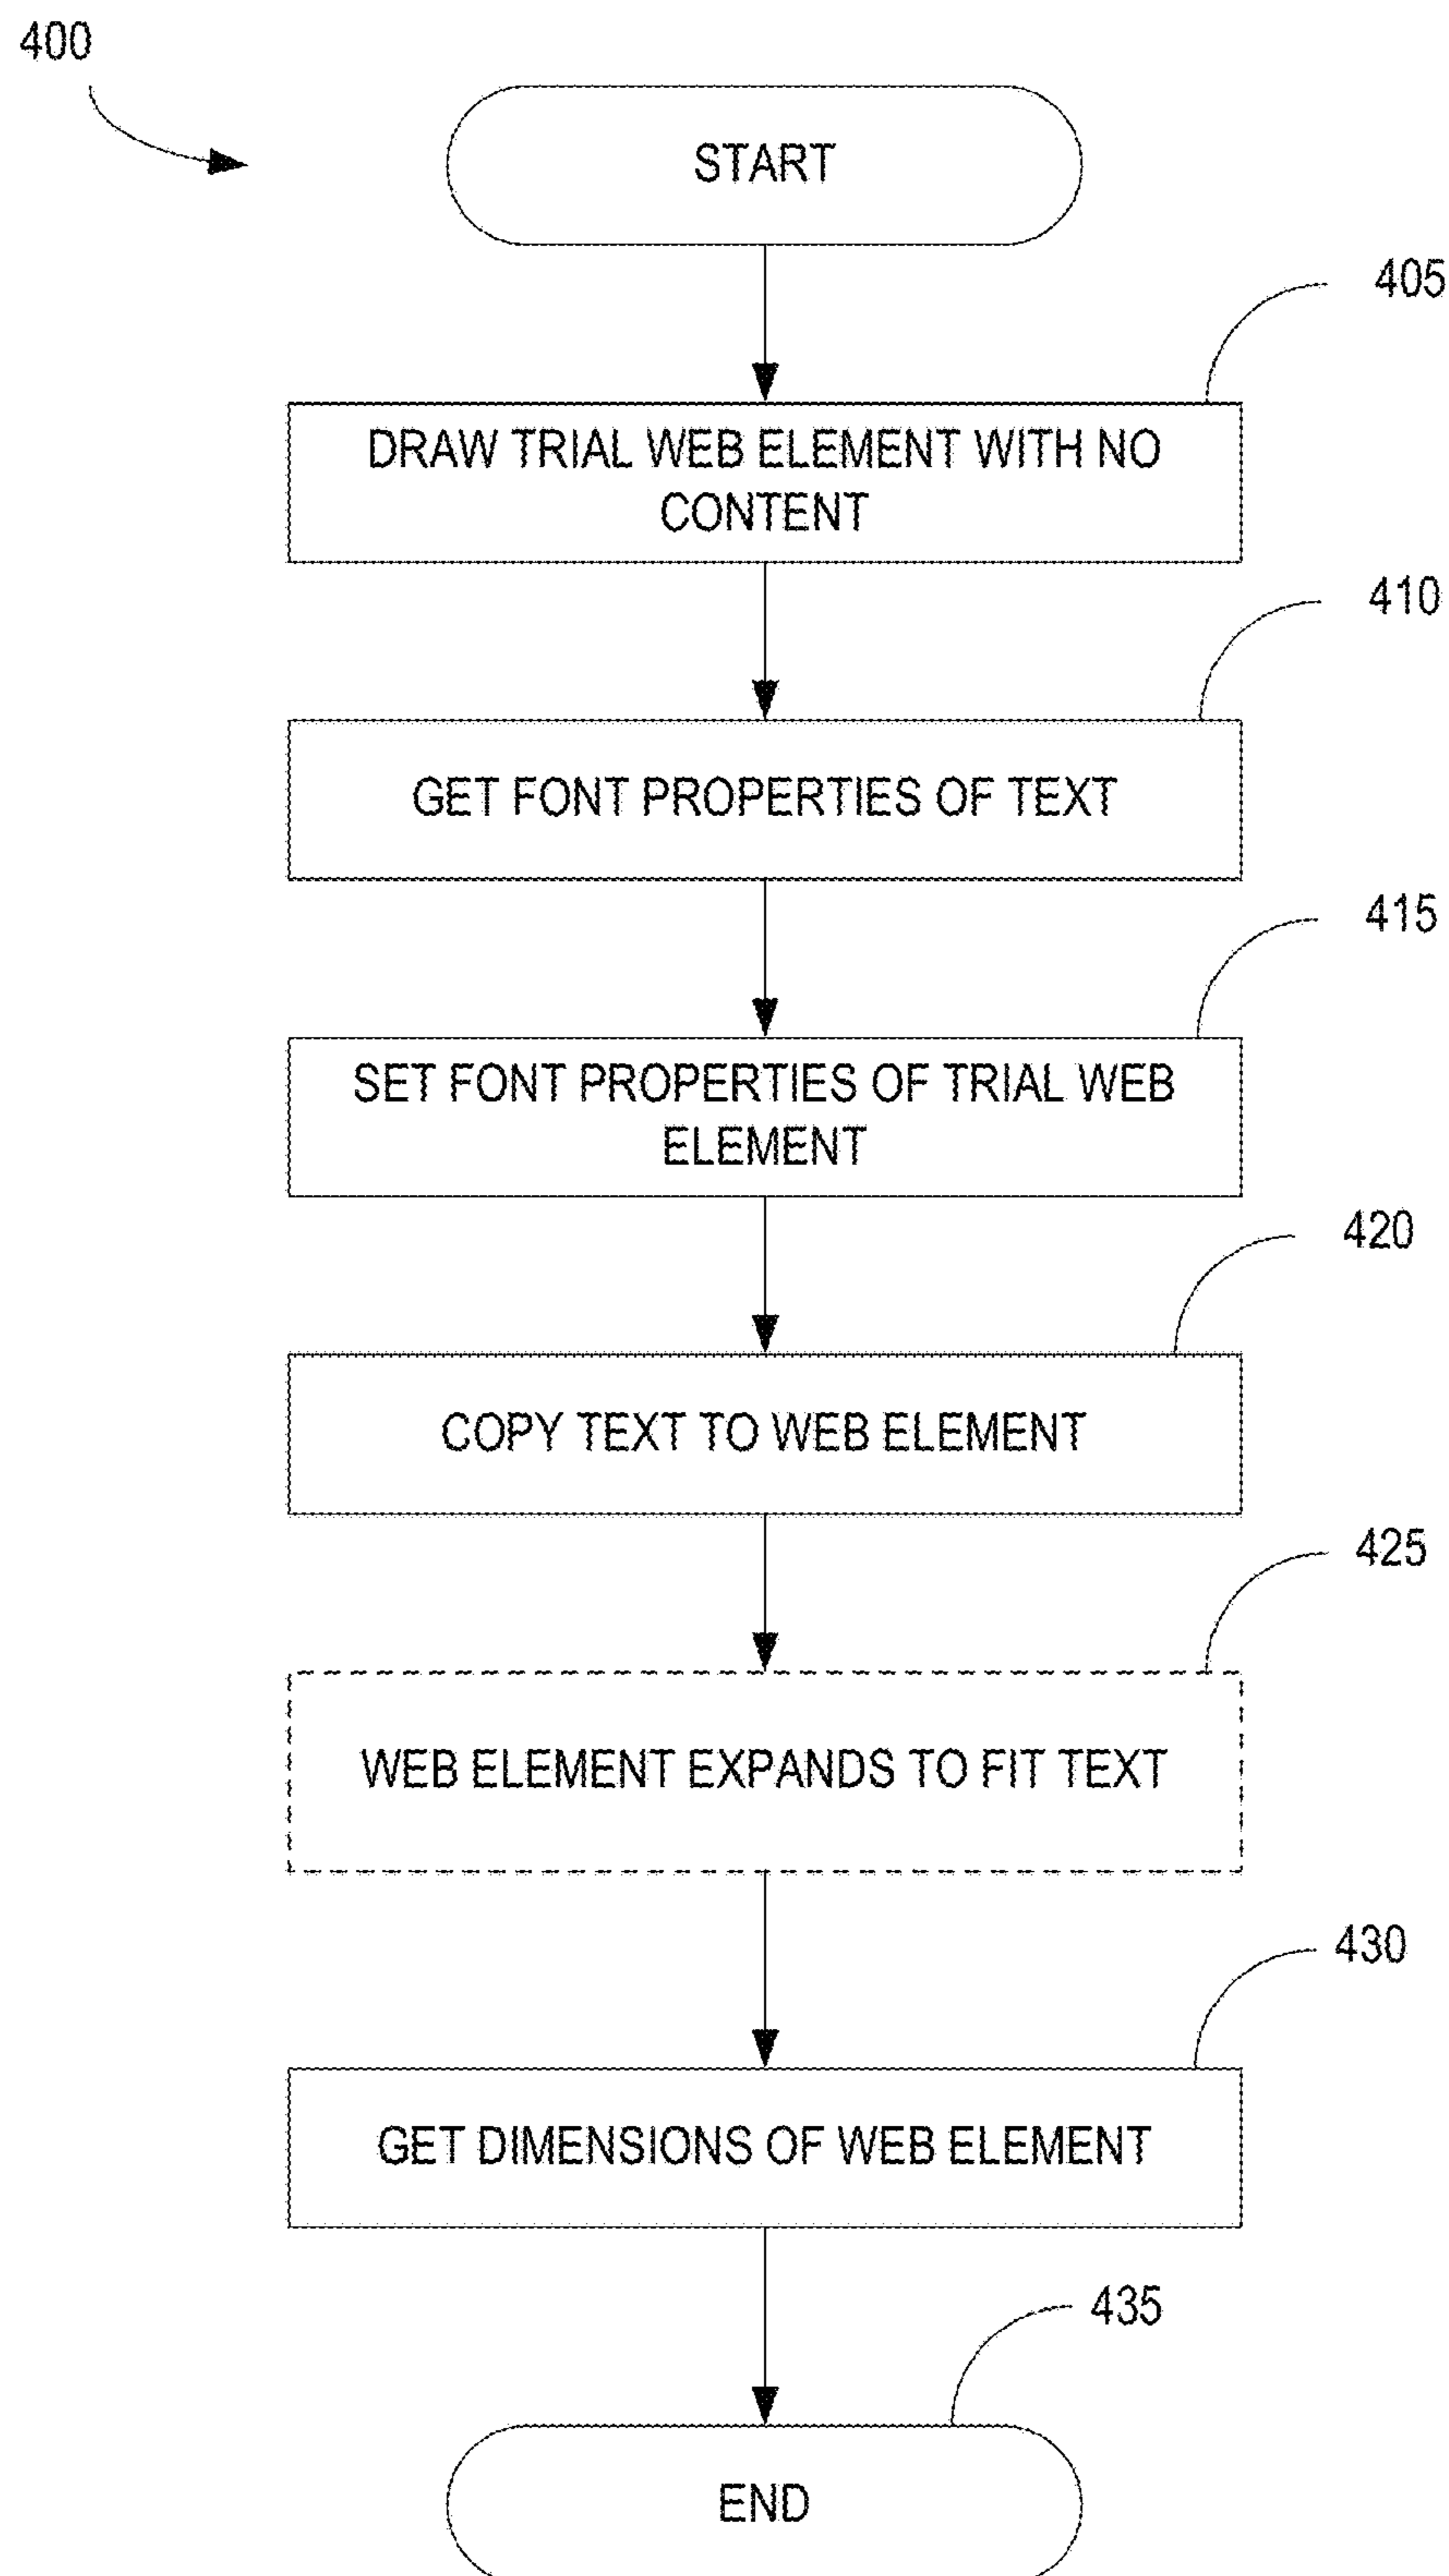 400
START
405
DRAW TRIAL WEB ELEMENT WITH NO
CONTENT
410
GET FONT PROPERTIES OF TEXT
415
SET FONT PROPERTIES OF TRIAL WEB
ELEMENT
420
COPY TEXT TO WEB ELEMENT
425
WEB ELEMENT EXPANDS TO FIT TEXT
430
GET DIMENSIONS OF WEB ELEMENT
435
END